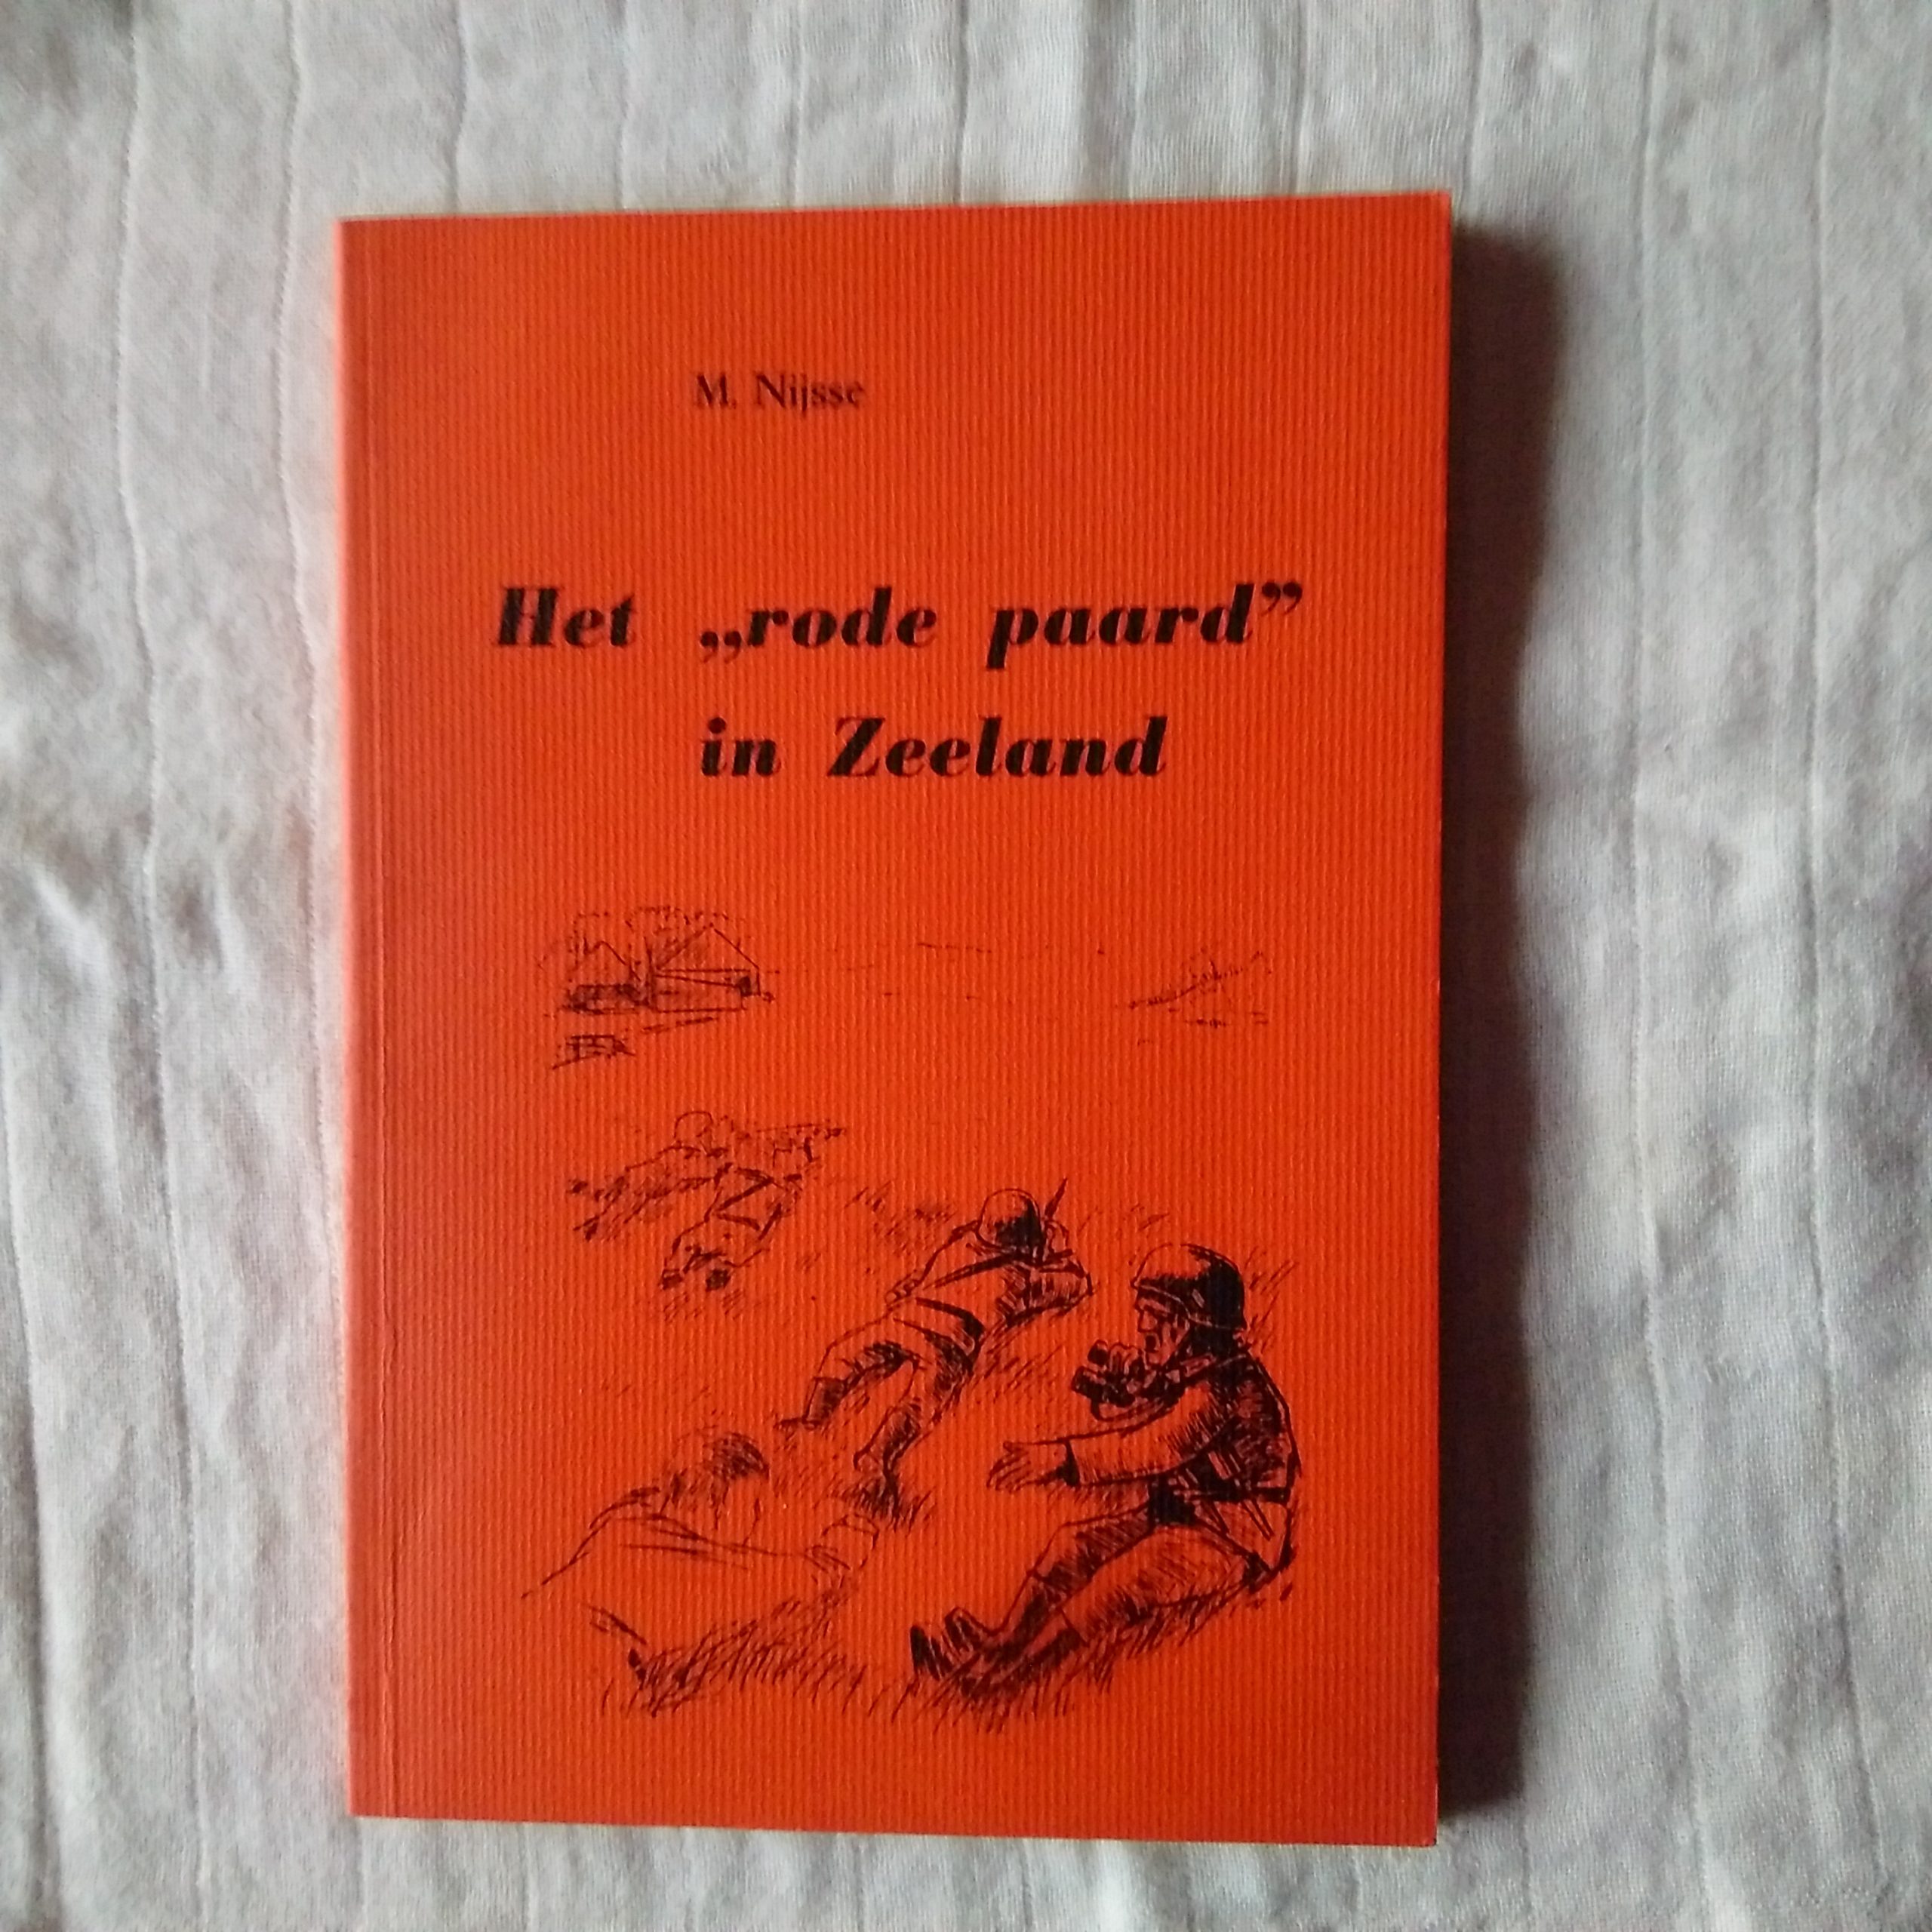 M. Nijsse
Het „rode paard”
in Zeeland